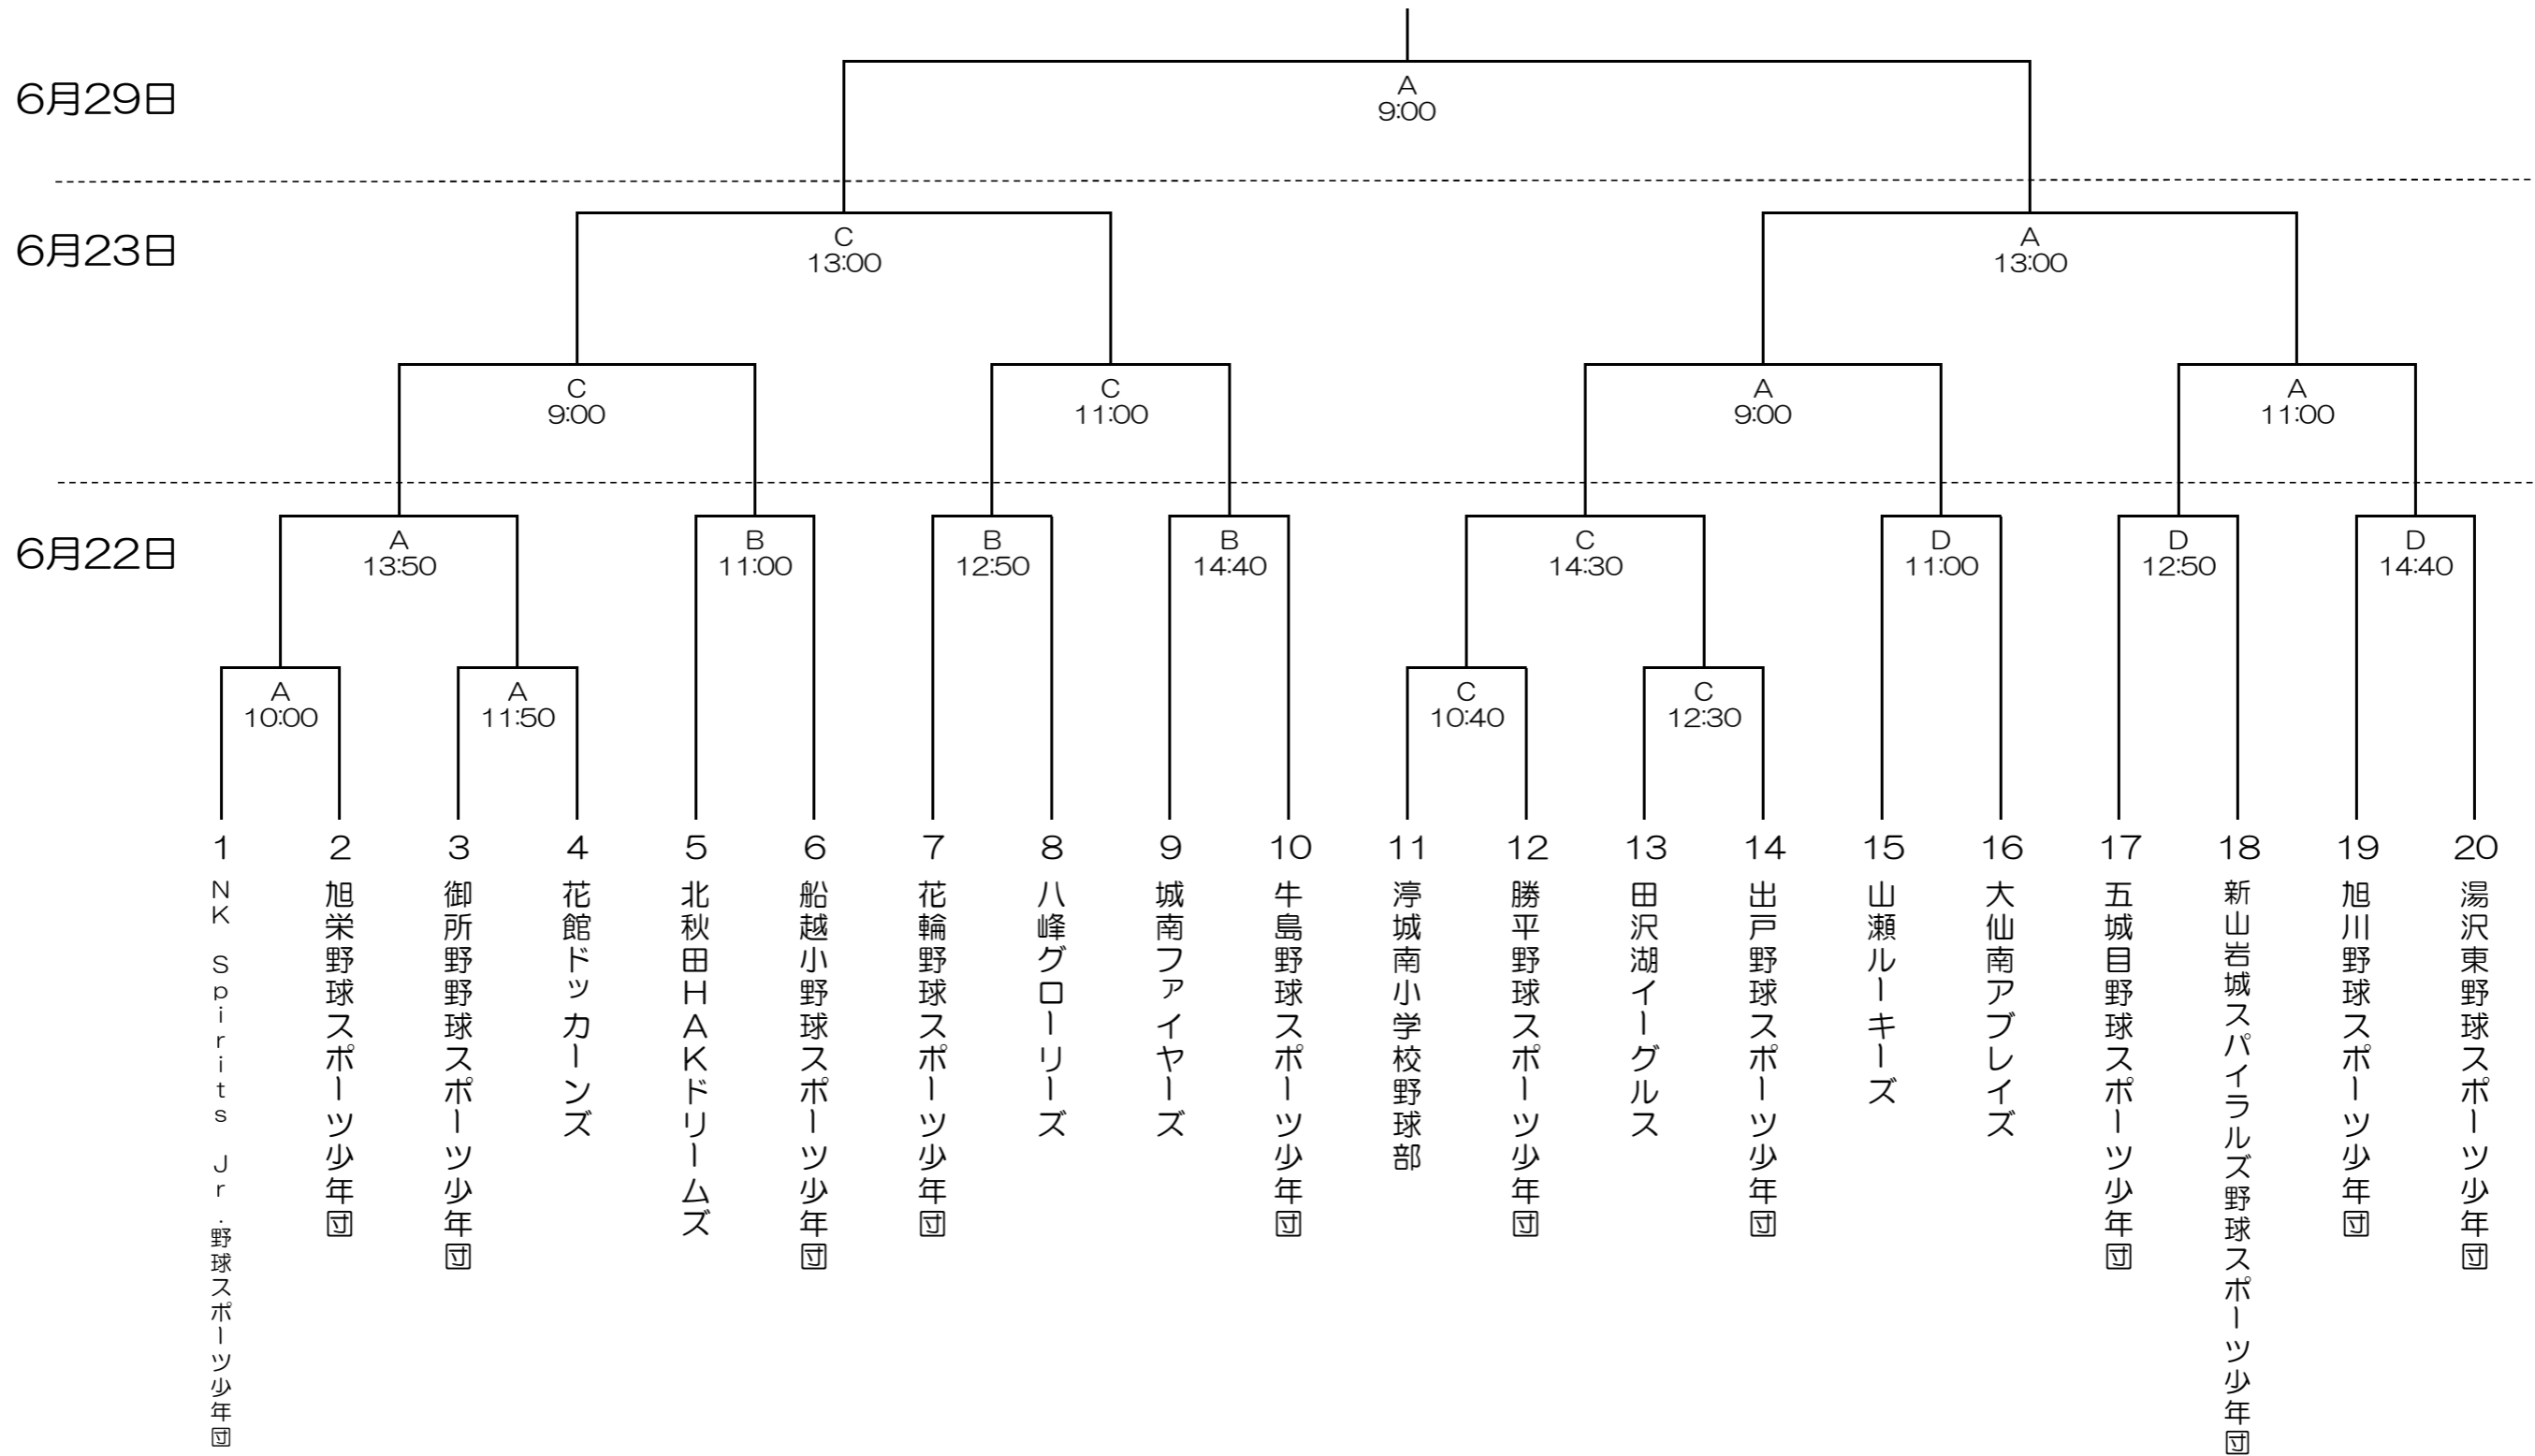 6月29日
A
9:00
6月23日
C
13:00
A
13:00
C
9:00
C
11:00
A
9:00
A
11:00
6月22日
A
13:50
B
11:00
B
12:50
B
14:40
C
14:30
D
11:00
D
12:50
D
14:40
A
10:00
A
11:50
C
10:40
C
12:30
1
NK Spirits Jr.野球スポーツ少年団
2
旭栄野球スポーツ少年団
3
御所野野球スポーツ少年団
4
花館ドッカーンズ
5
北秋田HAKドリームズ
6
船越小野球スポーツ少年団
7
花輪野球スポーツ少年団
8
八峰グローリーズ
9
城南ファイヤーズ
10
牛島野球スポーツ少年団
11
渟城南小学校野球部
12
勝平野球スポーツ少年団
13
田沢湖イーグルス
14
出戸野球スポーツ少年団
15
山瀬ルーキーズ
16
大仙南アブレイズ
17
五城目野球スポーツ少年団
18
新山岩城スパイラルズ野球スポーツ少年団
19
旭川野球スポーツ少年団
20
湯沢東野球スポーツ少年団